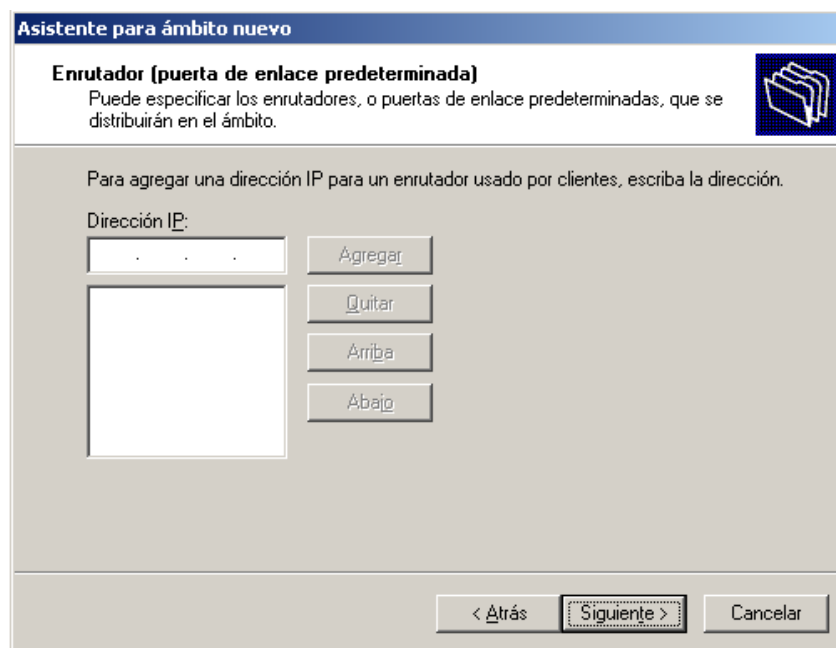 Asistente para ámbito nuevo
Enrutador (puerta de enlace predeterminada)
Puede especificar los enrutadores, o puertas de enlace predeterminadas, que se
distribuirán en el ámbito.
Para agregar una dirección IP para un enrutador usado por clientes, escriba la dirección.
Dirección IP:
. . .
Agregar
Quitar
Arriba
Abajo
< Atrás
Siguiente >
Cancelar